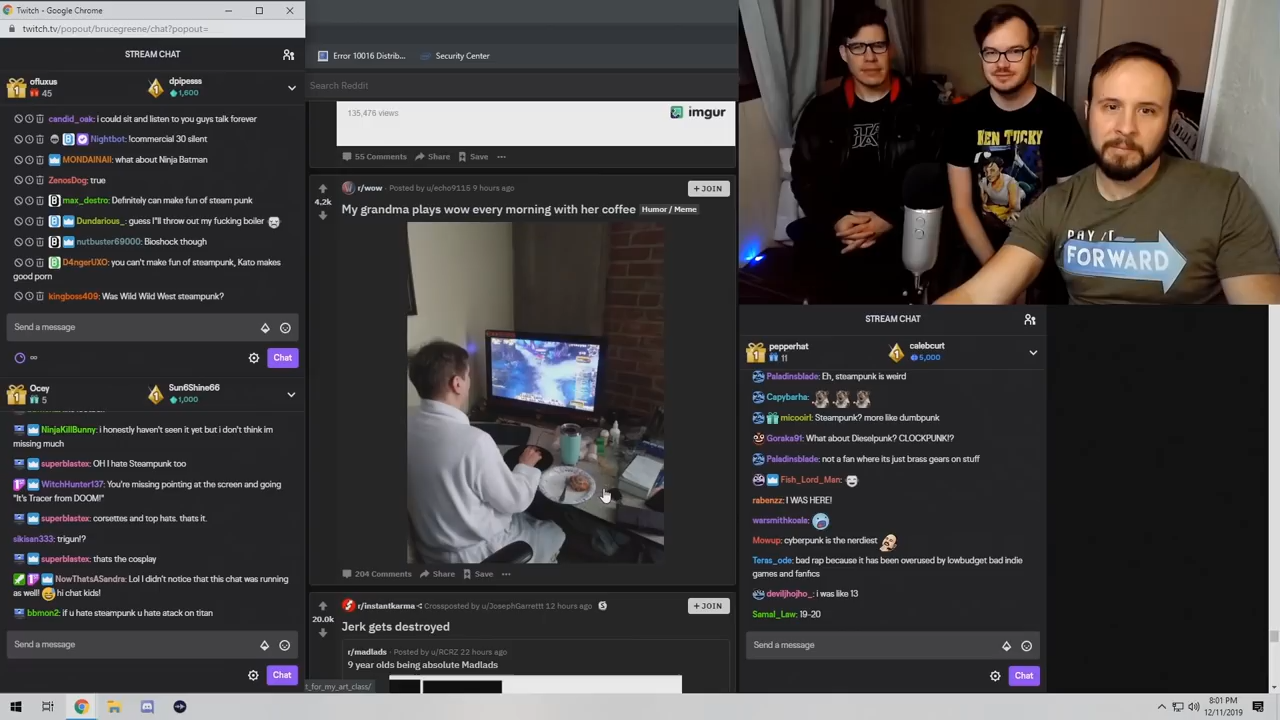 Twitch - Google Chrome
twitch.tv/popout/brucegreene/chat?popout=
STREAM CHAT
ofluxus
45
dpipesss
1,600
candid_ok: i could sit and listen to you guys talk forever
Nightbot: !commercial 30 silent
MONDAINAII: what about Ninja Batman
ZenosDog: true
max_destro: Definitely can make fun of steam punk
Dundarious_: guess I"ll throw out my fucking boiler
nutbuster69000: Bioshock though
D4ngerUXO: you can't make fun of steampunk, Kato makes
good porn
kingboss409: Was Wild Wild West steampunk?
Send a message
Chat
Ocey
5
Sun6Shine66
1,000
NinjaKillBunny: i honestly haven't seen it yet but i don't think im
missing much
superblastex: OH I hate Steampunk too
WitchHunter137: You're missing pointing at the screen and going
"It's Tracer from DOOM!"
superblastex: corsettes and top hats. thats it.
sikisan333: trigun!?
superblastex: thats the cosplay
NowThatsASandra: Lol I didn't notice that this chat was running
as well! hi chat kids!
bbmon2: if u hate steampunk u hate atack on titan
Send a message
Chat
Error 10016 Distrib...
Security Center
Search Reddit
135,476 views
imgur
55 Comments
Share
Save
r/wow
Posted by u/echo9115 9 hours ago
+ JOIN
4.2k
My grandma plays wow every morning with her coffee
Humor / Meme
204 Comments
Share
Save
r/instantkarma
Crossposted by u/JosephGarrettt 12 hours ago
+ JOIN
20.0k
Jerk gets destroyed
r/madlads
Posted by u/RCRZ 22 hours ago
9 year olds being absolute Madlads
t_for_my_art_class/
KEN TUCKY
PAY IT
FORWARD
STREAM CHAT
pepperhat
11
calebcurt
5,000
Paladinsblade: Eh, steampunk is weird
Capybarha:
micooirl: Steampunk? more like dumbpunk
Goraka91: What about Dieselpunk? CLOCKPUNK!?
Paladinsblade: not a fan where its just brass gears on stuff
Fish_Lord_Man:
rabenzz: I WAS HERE!
warsmithkoala:
Mowup: cyberpunk is the nerdiest
Teras_ode: bad rap because it has been overused by lowbudget bad indie
games and fanfics
deviljhojho_: i was like 13
Samal_Law: 19-20
Send a message
Chat
8:01 PM
12/11/2019